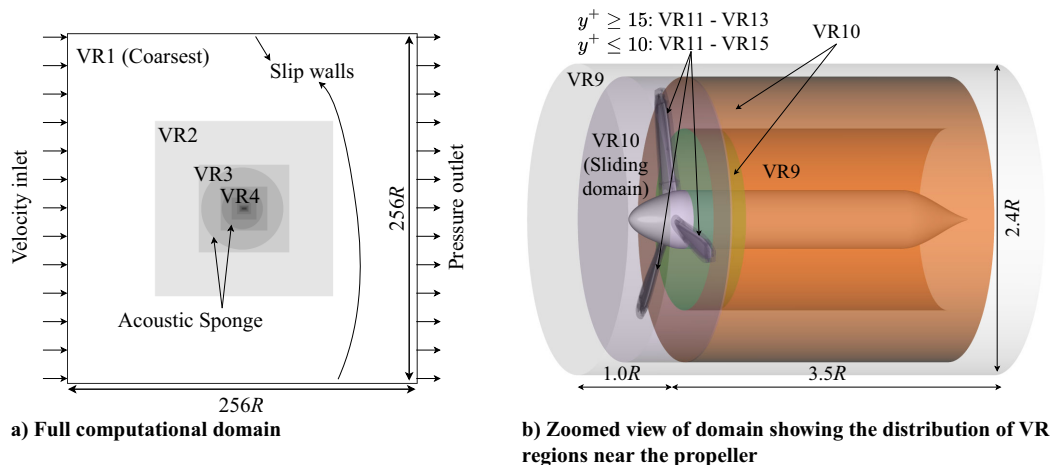 VR1 (Coarsest)
Slip walls
VR2
VR3
VR4
Velocity inlet
256R
Pressure outlet
Acoustic Sponge
256R
a) Full computational domain
y⁺ ≥ 15: VR11 - VR13
y⁺ ≤ 10: VR11 - VR15
VR10
VR9
VR10
(Sliding
domain)
VR9
2.4R
1.0R
3.5R
b) Zoomed view of domain showing the distribution of VR
regions near the propeller